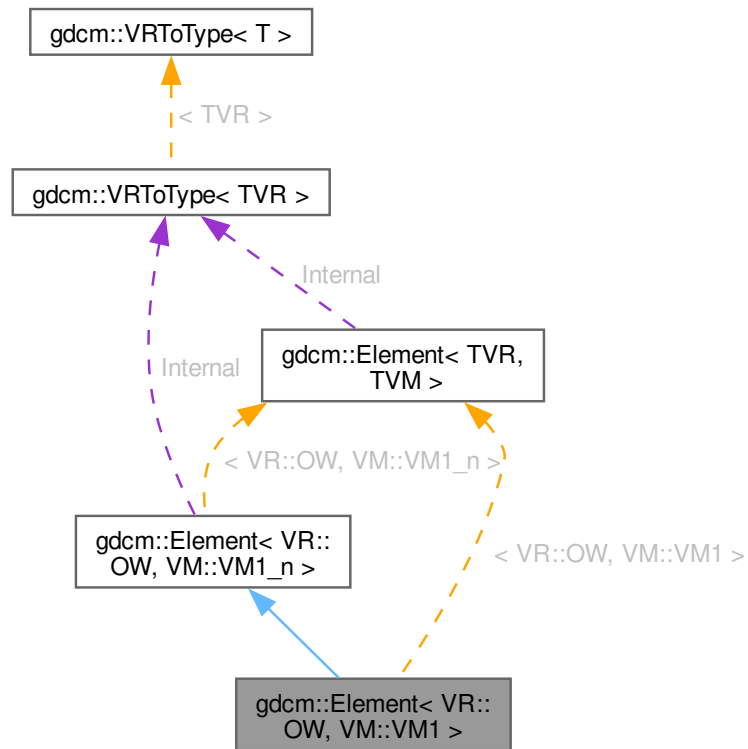 gdcm::VRToType< T >
< TVR >
gdcm::VRToType< TVR >
Internal
gdcm::Element< TVR,
TVM >
Internal
< VR::OW, VM::VM1_n >
gdcm::Element< VR::
OW, VM::VM1_n >
< VR::OW, VM::VM1 >
gdcm::Element< VR::
OW, VM::VM1 >